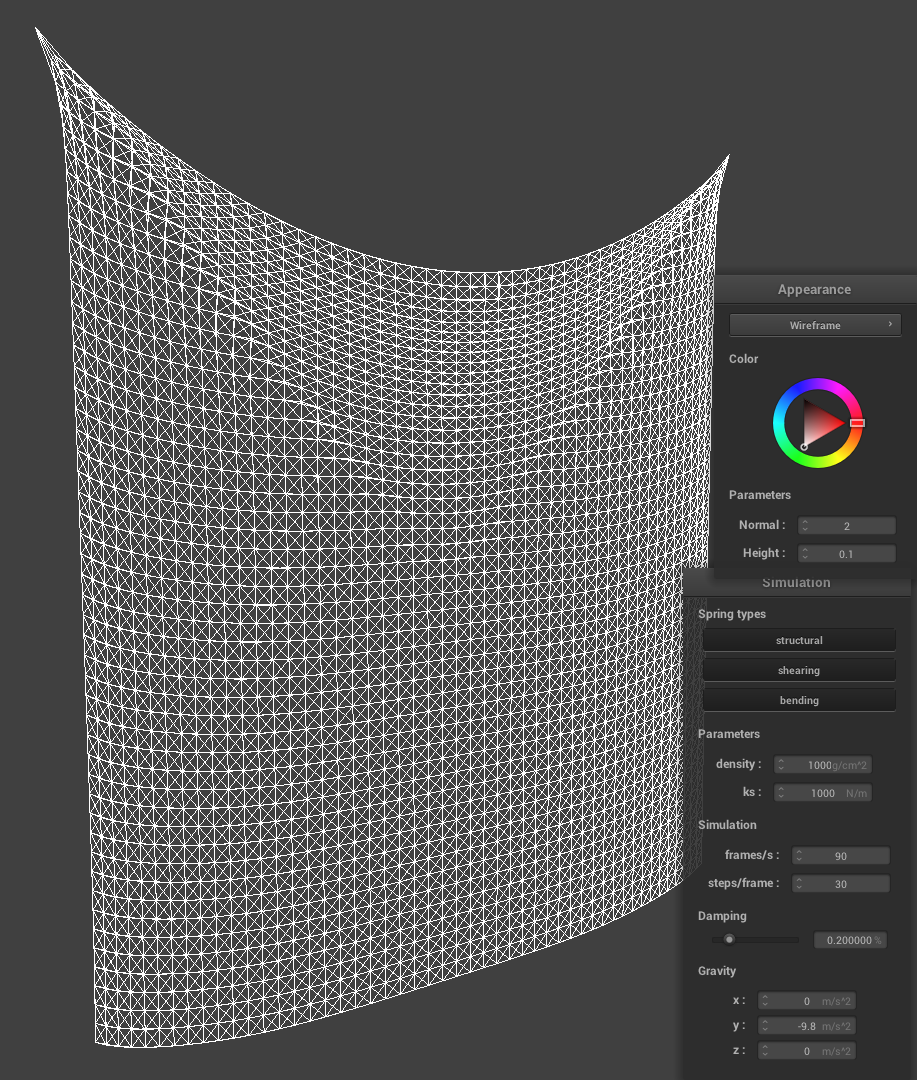 Appearance
Wireframe
Color
Parameters
Normal : 2
Height : 0.1
Simulation
Spring types
structural
shearing
bending
Parameters
density : 1000g/cm^2
ks : 1000 N/m
Simulation
frames/s : 90
steps/frame : 30
Damping
0.200000 %
Gravity
x : 0 m/s^2
y : -9.8 m/s^2
z : 0 m/s^2